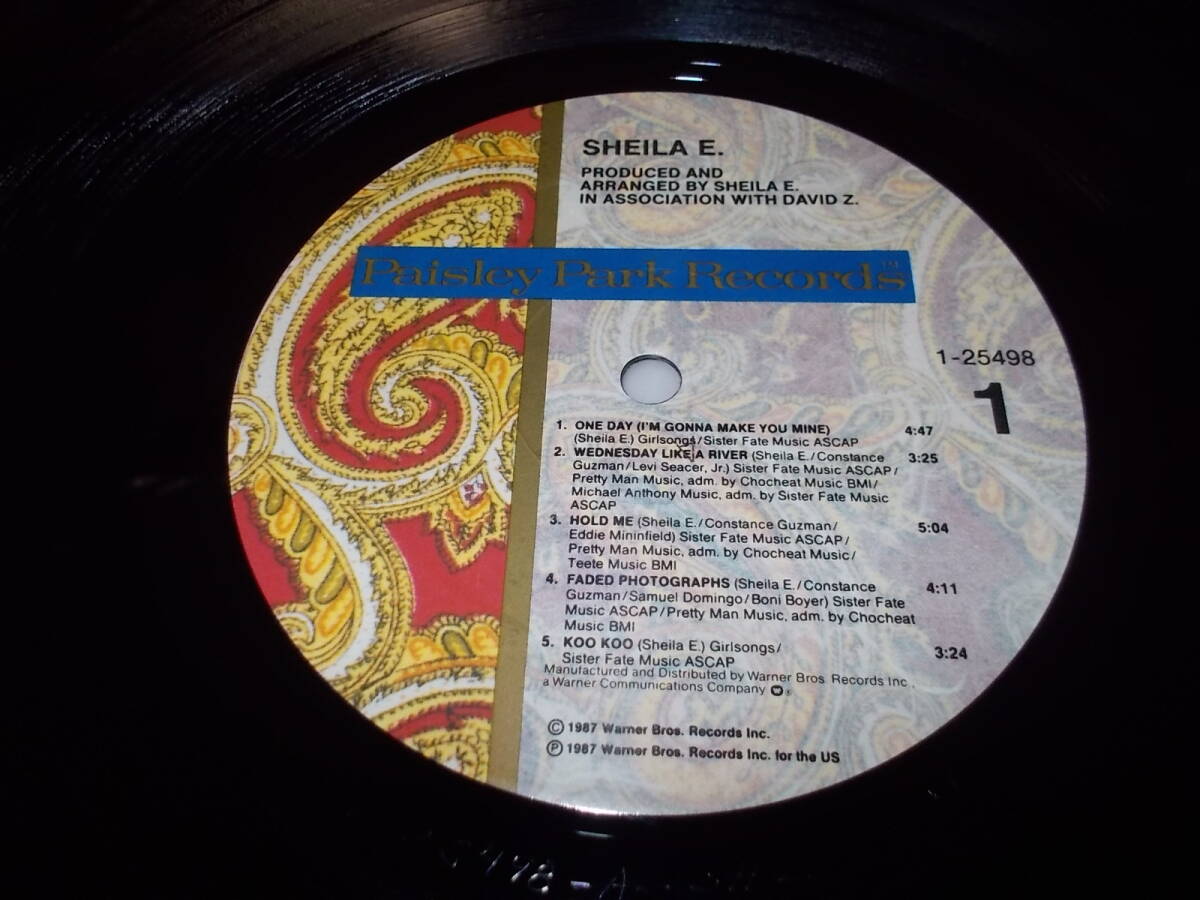 SHEILA E.
PRODUCED AND
ARRANGED BY SHEILA E.
IN ASSOCIATION WITH DAVID Z.
Paisley Park Records™
1-25498
1
1. ONE DAY (I'M GONNA MAKE YOU MINE) 4:47
(Sheila E.) Girlsongs/Sister Fate Music ASCAP
2. WEDNESDAY LIKE A RIVER (Sheila E./Constance 3:25
Guzman/Levi Seacer, Jr.) Sister Fate Music ASCAP/
Pretty Man Music, adm. by Chocheat Music BMI/
Michael Anthony Music, adm. by Sister Fate Music
ASCAP
3. HOLD ME (Sheila E./Constance Guzman/ 5:04
Eddie Mininfield) Sister Fate Music ASCAP/
Pretty Man Music, adm. by Chocheat Music/
Teete Music BMI
4. FADED PHOTOGRAPHS (Sheila E./Constance 4:11
Guzman/Samuel Domingo/Boni Boyer) Sister Fate
Music ASCAP/Pretty Man Music, adm. by Chocheat
Music BMI
5. KOO KOO (Sheila E.) Girlsongs/ 3:24
Sister Fate Music ASCAP
Manufactured and Distributed by Warner Bros. Records Inc.,
a Warner Communications Company ®.
© 1987 Warner Bros. Records Inc.
℗ 1987 Warner Bros. Records Inc. for the US